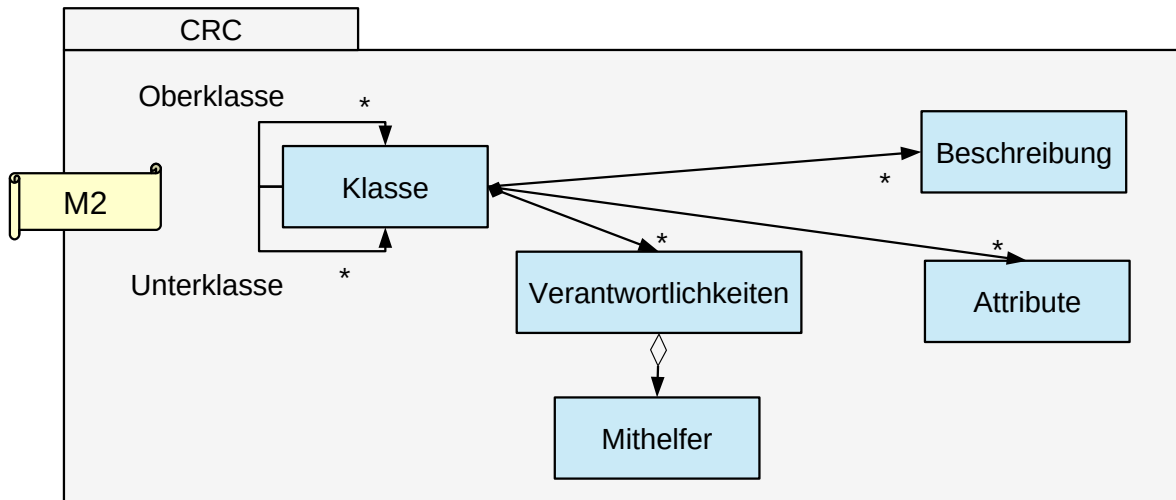 CRC
Oberklasse
*
Klasse
Beschreibung
*
M2
*
*
Unterklasse
*
Verantwortlichkeiten
Attribute
Mithelfer